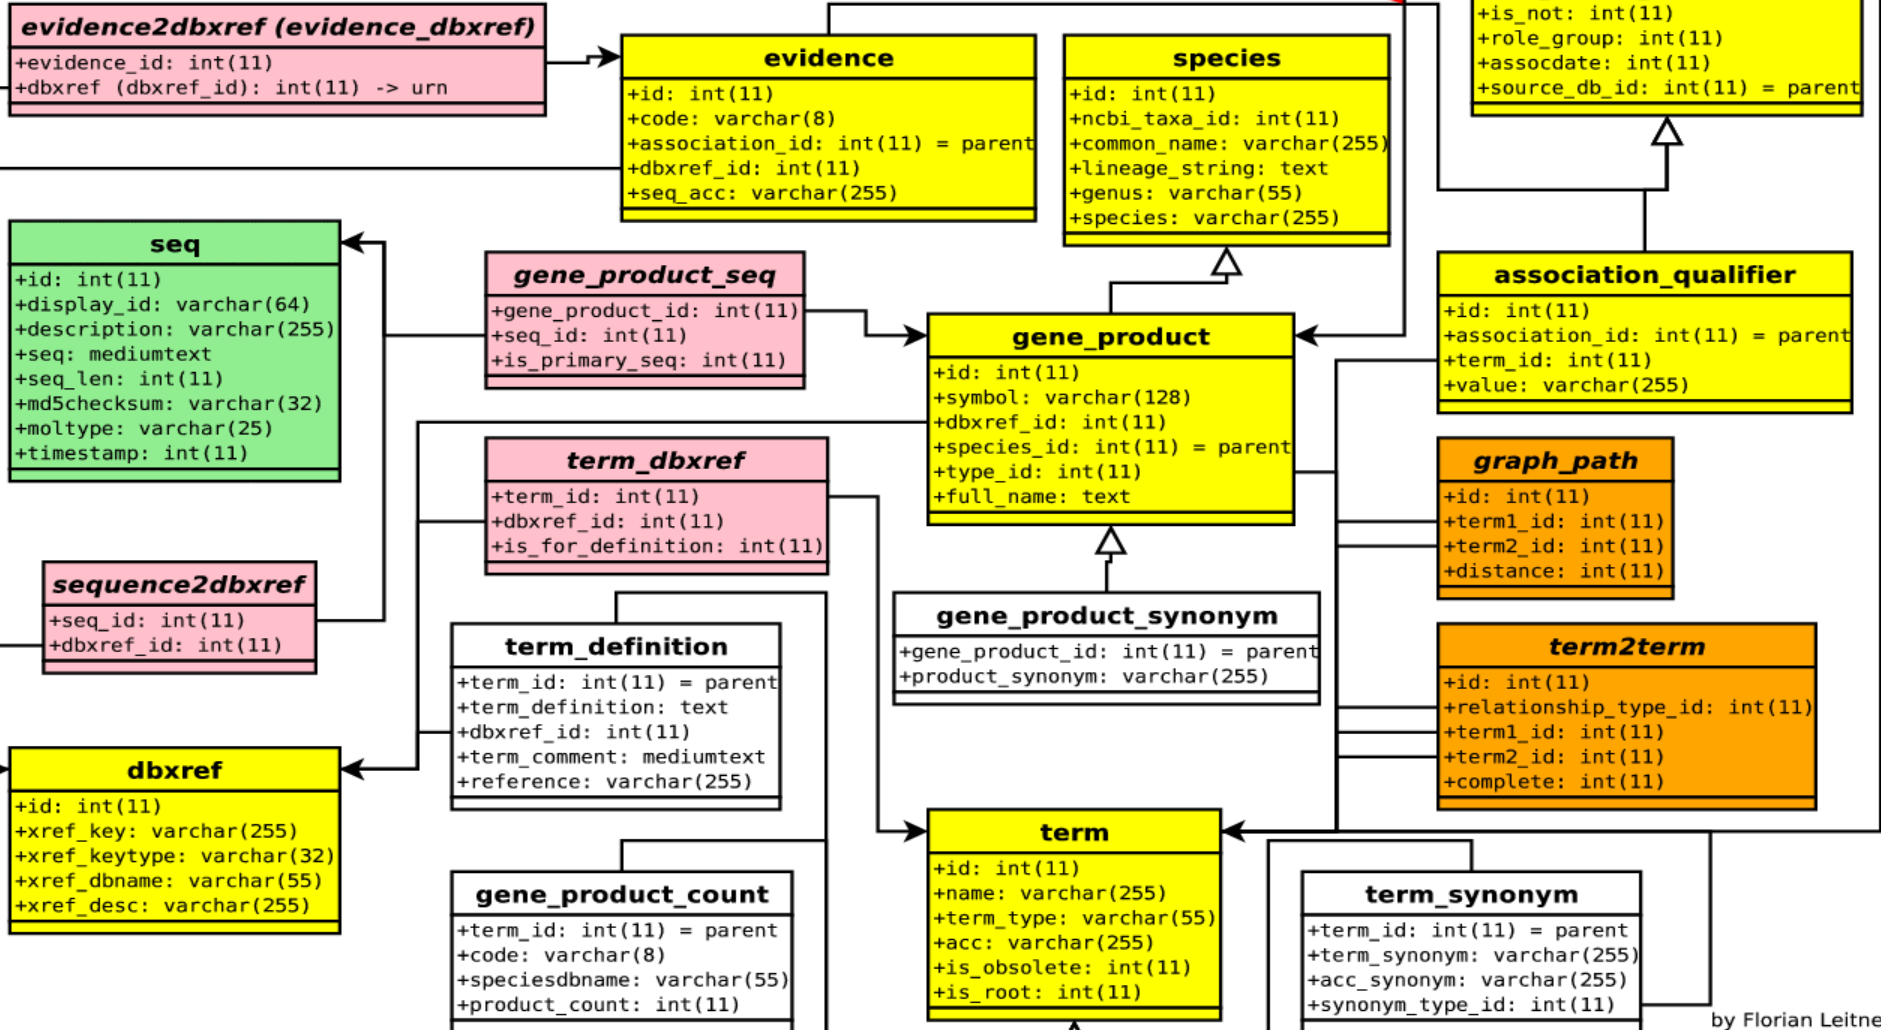 evidence2dbxref (evidence_dbxref)
+evidence_id: int(11)
+dbxref (dbxref_id): int(11) -> urn
evidence
+id: int(11)
+code: varchar(8)
+association_id: int(11) = parent
+dbxref_id: int(11)
+seq_acc: varchar(255)
species
+id: int(11)
+ncbi_taxa_id: int(11)
+common_name: varchar(255)
+lineage_string: text
+genus: varchar(55)
+species: varchar(255)
+is_not: int(11)
+role_group: int(11)
+assocdate: int(11)
+source_db_id: int(11) = parent
seq
+id: int(11)
+display_id: varchar(64)
+description: varchar(255)
+seq: mediumtext
+seq_len: int(11)
+md5checksum: varchar(32)
+moltype: varchar(25)
+timestamp: int(11)
gene_product_seq
+gene_product_id: int(11)
+seq_id: int(11)
+is_primary_seq: int(11)
gene_product
+id: int(11)
+symbol: varchar(128)
+dbxref_id: int(11)
+species_id: int(11) = parent
+type_id: int(11)
+full_name: text
association_qualifier
+id: int(11)
+association_id: int(11) = parent
+term_id: int(11)
+value: varchar(255)
term_dbxref
+term_id: int(11)
+dbxref_id: int(11)
+is_for_definition: int(11)
graph_path
+id: int(11)
+term1_id: int(11)
+term2_id: int(11)
+distance: int(11)
sequence2dbxref
+seq_id: int(11)
+dbxref_id: int(11)
term_definition
+term_id: int(11) = parent
+term_definition: text
+dbxref_id: int(11)
+term_comment: mediumtext
+reference: varchar(255)
gene_product_synonym
+gene_product_id: int(11) = parent
+product_synonym: varchar(255)
term2term
+id: int(11)
+relationship_type_id: int(11)
+term1_id: int(11)
+term2_id: int(11)
+complete: int(11)
dbxref
+id: int(11)
+xref_key: varchar(255)
+xref_keytype: varchar(32)
+xref_dbname: varchar(55)
+xref_desc: varchar(255)
gene_product_count
+term_id: int(11) = parent
+code: varchar(8)
+speciesdbname: varchar(55)
+product_count: int(11)
term
+id: int(11)
+name: varchar(255)
+term_type: varchar(55)
+acc: varchar(255)
+is_obsolete: int(11)
+is_root: int(11)
term_synonym
+term_id: int(11) = parent
+term_synonym: varchar(255)
+acc_synonym: varchar(255)
+synonym_type_id: int(11)
by Florian Leitne